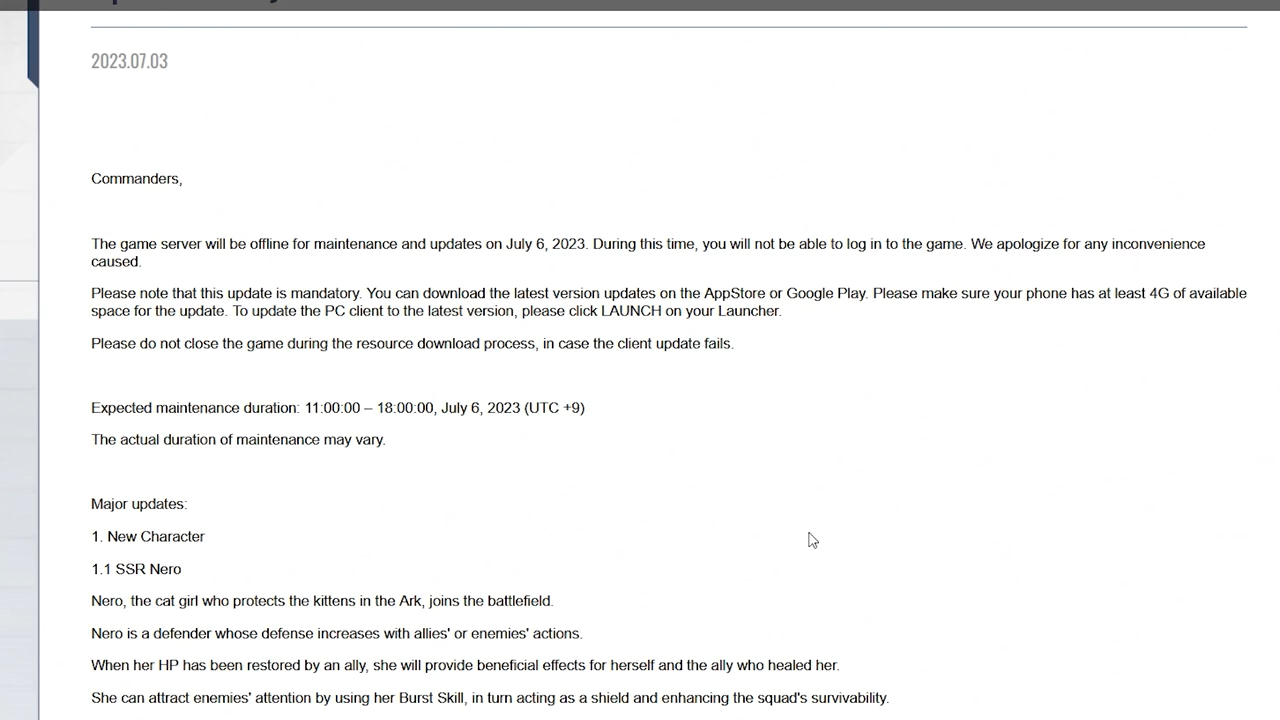 2023.07.03
Commanders,
The game server will be offline for maintenance and updates on July 6, 2023. During this time, you will not be able to log in to the game. We apologize for any inconvenience
caused.
Please note that this update is mandatory. You can download the latest version updates on the AppStore or Google Play. Please make sure your phone has at least 4G of available
space for the update. To update the PC client to the latest version, please click LAUNCH on your Launcher.
Please do not close the game during the resource download process, in case the client update fails.
Expected maintenance duration: 11:00:00 – 18:00:00, July 6, 2023 (UTC +9)
The actual duration of maintenance may vary.
Major updates:
1. New Character
1.1 SSR Nero
Nero, the cat girl who protects the kittens in the Ark, joins the battlefield.
Nero is a defender whose defense increases with allies' or enemies' actions.
When her HP has been restored by an ally, she will provide beneficial effects for herself and the ally who healed her.
She can attract enemies' attention by using her Burst Skill, in turn acting as a shield and enhancing the squad's survivability.